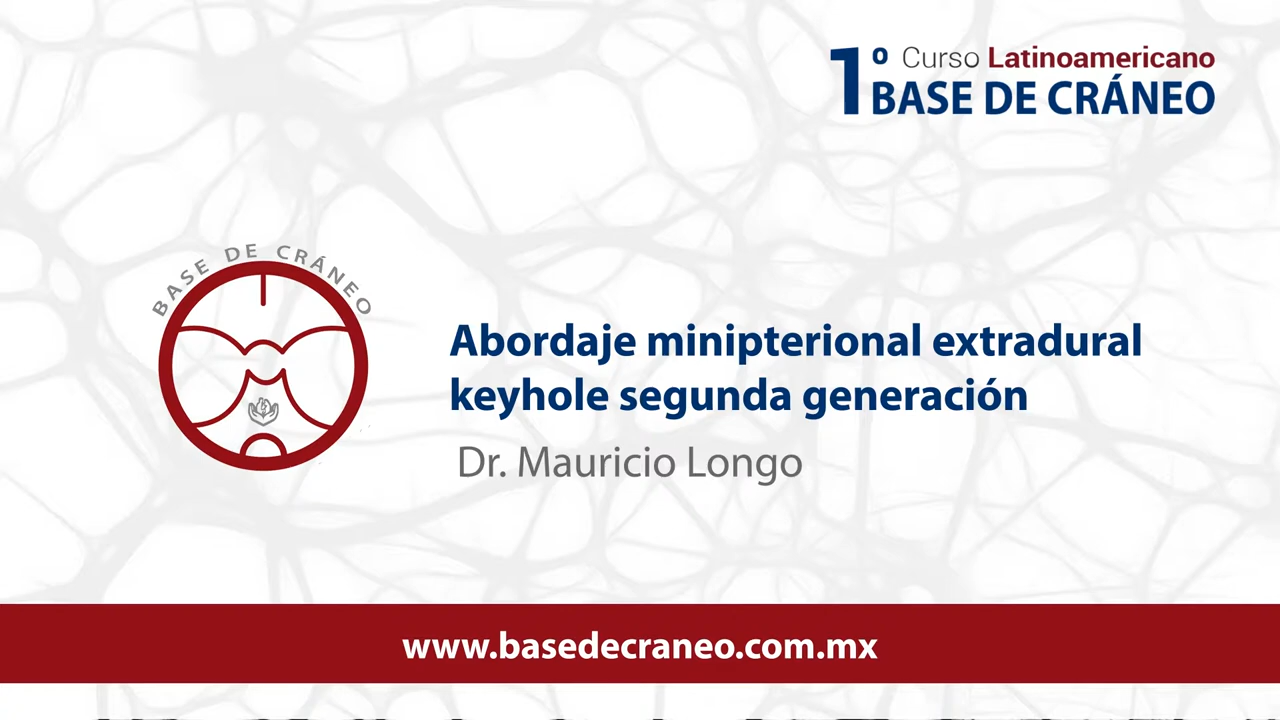 1º Curso Latinoamericano
BASE DE CRÁNEO
BASE DE CRÁNEO
Abordaje minipterional extradural
keyhole segunda generación
Dr. Mauricio Longo
www.basedecraneo.com.mx